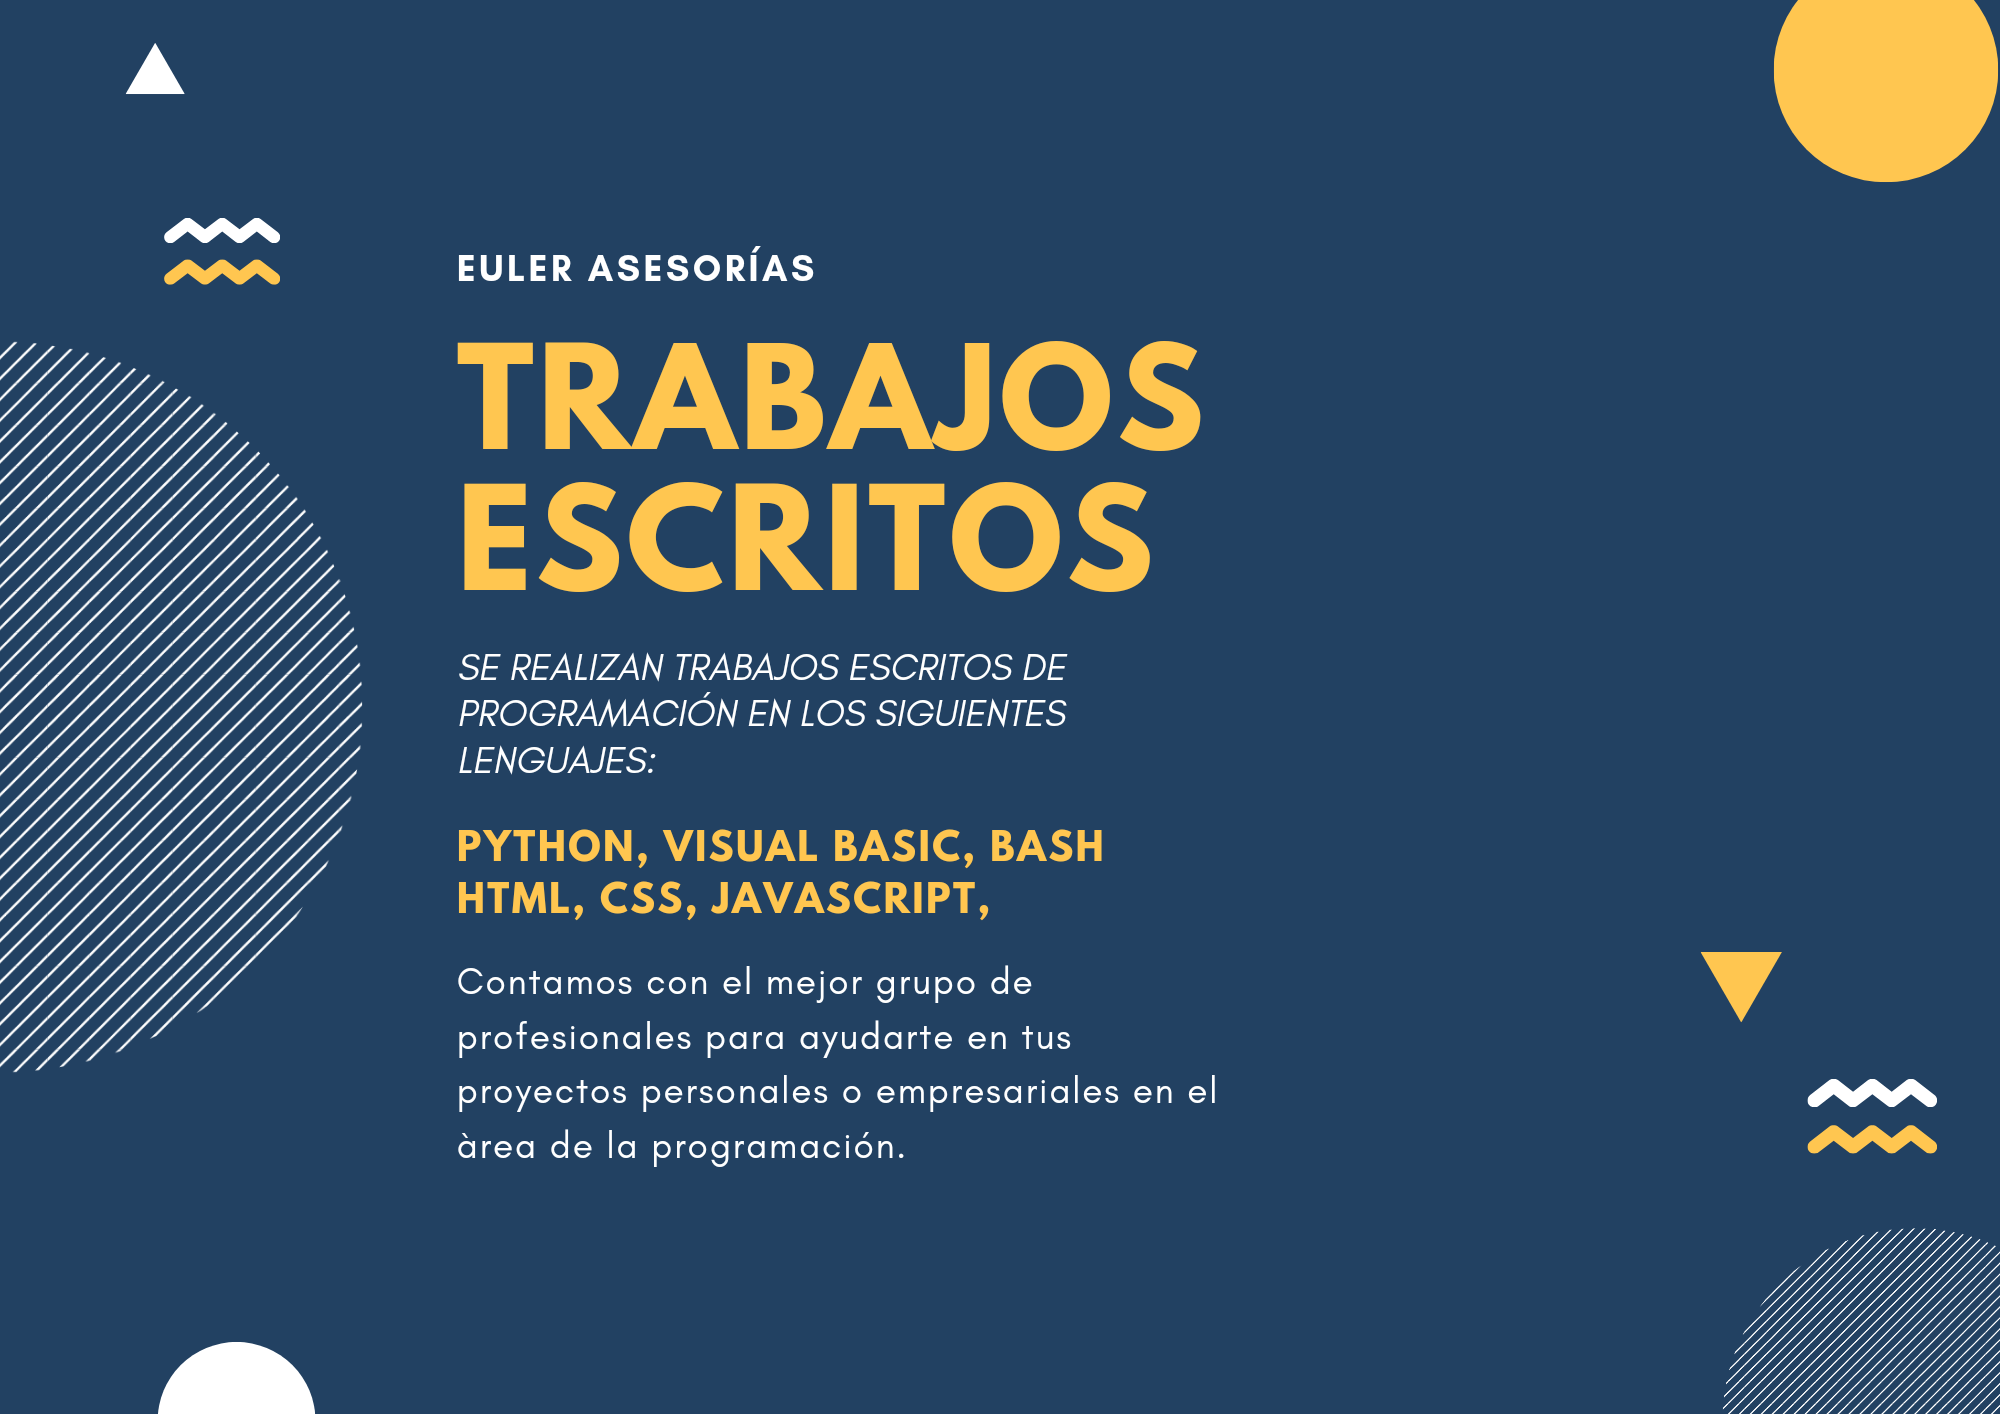 EULER ASESORÍAS
TRABAJOS
ESCRITOS
SE REALIZAN TRABAJOS ESCRITOS DE
PROGRAMACIÓN EN LOS SIGUIENTES
LENGUAJES:
PYTHON, VISUAL BASIC, BASH
HTML, CSS, JAVASCRIPT,
Contamos con el mejor grupo de
profesionales para ayudarte en tus
proyectos personales o empresariales en el
àrea de la programación.